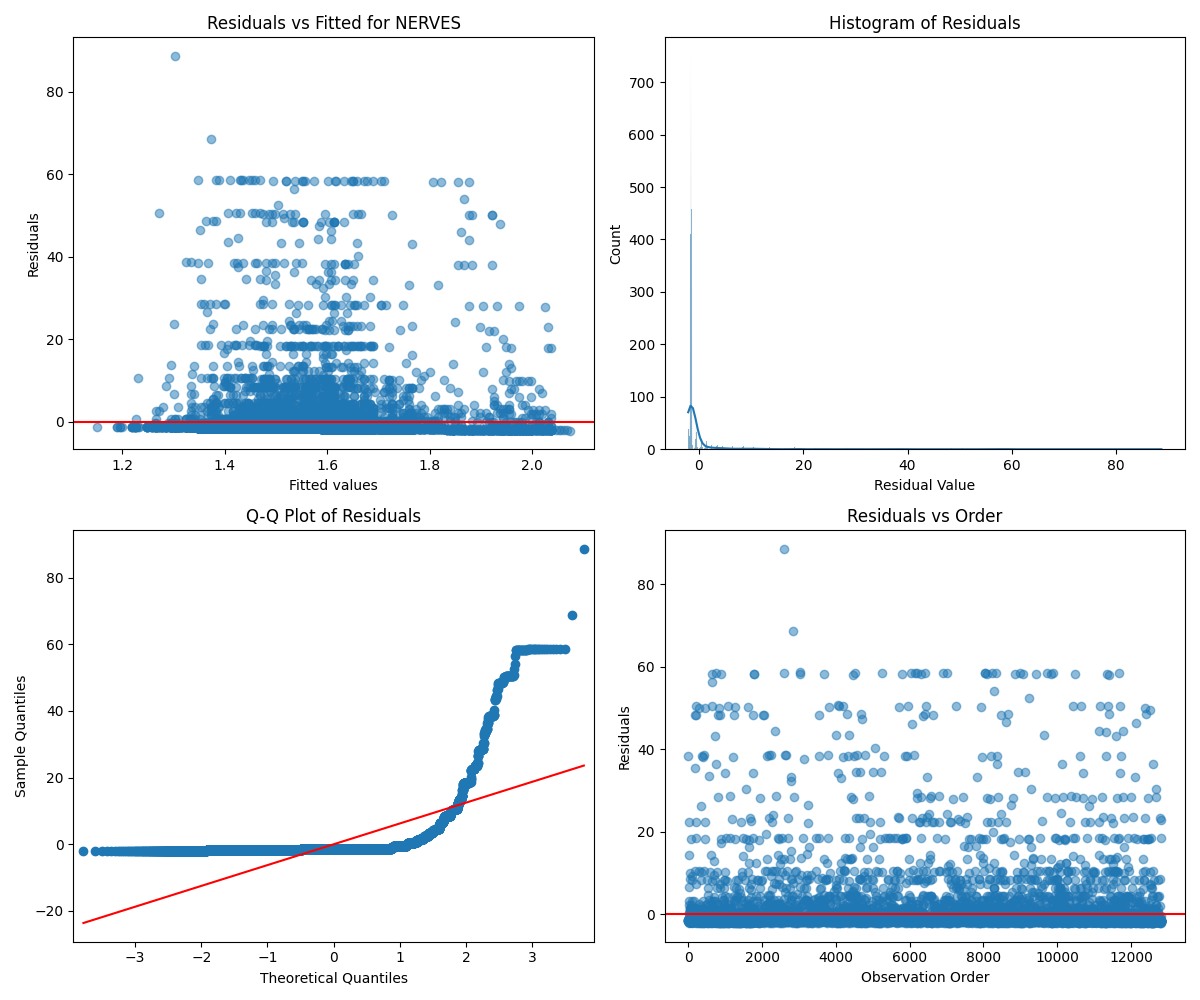 Residuals vs Fitted for NERVES
Residuals
80
60
40
20
0
1.2 1.4 1.6 1.8 2.0
Fitted values
Histogram of Residuals
Count
700
600
500
400
300
200
100
0
0 20 40 60 80
Residual Value
Q-Q Plot of Residuals
Sample Quantiles
80
60
40
20
0
−20
−3 −2 −1 0 1 2 3
Theoretical Quantiles
Residuals vs Order
Residuals
80
60
40
20
0
0 2000 4000 6000 8000 10000 12000
Observation Order